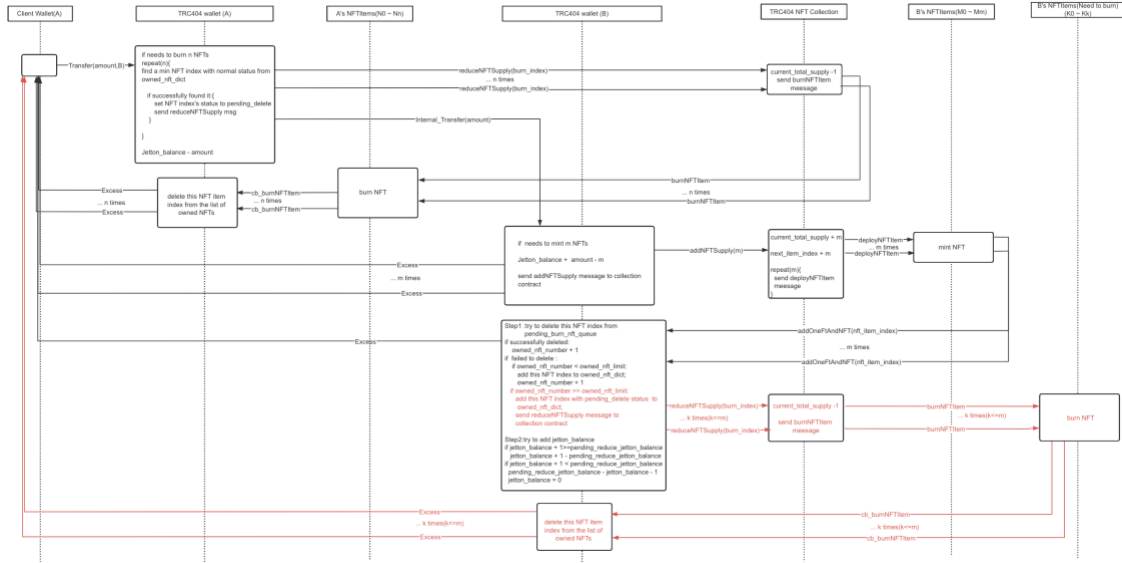 Client Wallet(A)
TRC404 wallet (A)
A's NFTItems(N0 ~ Nn)
TRC404 wallet (B)
TRC404 NFT Collection
B's NFTItems(M0 ~ Mm)
B's NFTItems(Need to burn)
(K0 ~ Kk)
Transfer(amount,B)
if needs to burn n NFTs
repeat(n){
find a min NFT index with normal status from
owned_nft_dict
if successfully found it:{
set NFT index's status to pending_delete
send reduceNFTSupply msg
}
}
Jetton_balance - amount
reduceNFTSupply(burn_index)
... n times
reduceNFTSupply(burn_index)
current_total_supply -1
send burnNFTItem
meesage
Internal_Transfer(amount)
burnNFTItem
... n times
burnNFTItem
burn NFT
cb_burnNFTItem
... n times
cb_burnNFTItem
delete this NFT item
index from the list of
owned NFTs
Excess
... n times
Excess
if needs to mint m NFTs
Jetton_balance + amount - m
send addNFTSupply message to collection
contract
addNFTSupply(m)
current_total_supply + m
next_item_index + m
repeat(m){
send deployNFTItem
meesage
}
deployNFTItem
... m times
deployNFTItem
mint NFT
Excess
... m times
Excess
addOneFtAndNFT(nft_item_index)
... m times
addOneFtAndNFT(nft_item_index)
Excess
Step1 :try to delete this NFT index from
pending_burn_nft_queue
if successfully deleted:
owned_nft_number + 1
if failed to delete :
if owned_nft_number < owned_nft_limit:
add this NFT index to owned_nft_dict;
owned_nft_number + 1
if owned_nft_number >= owned_nft_limit:
add this NFT index with pending_delete status to
owned_nft_dict;
send reduceNFTSupply message to
collection contract
Step2:try to add jetton_balance
if jetton_balance + 1>=pending_reduce_jetton_balance
jetton_balance + 1 - pending_reduce_jetton_balance
if jetton_balance + 1 < pending_reduce_jetton_balance
pending_reduce_jetton_balance - jetton_balance - 1
jetton_balance = 0
reduceNFTSupply(burn_index)
... k times(k<=m)
reduceNFTSupply(burn_index)
current_total_supply -1
send burnNFTItem
meesage
burnNFTItem
... k times(k<=m)
burnNFTItem
burn NFT
cb_burnNFTItem
... k times(k<=m)
cb_burnNFTItem
delete this NFT item
index from the list of
owned NFTs
Excess
... k times(k<=m)
Excess